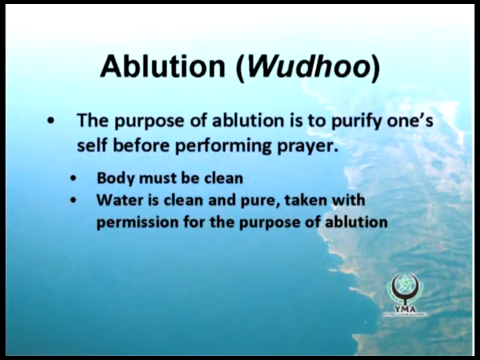 Ablution (Wudhoo)
• The purpose of ablution is to purify one's
self before performing prayer.
• Body must be clean
• Water is clean and pure, taken with
permission for the purpose of ablution
YMA